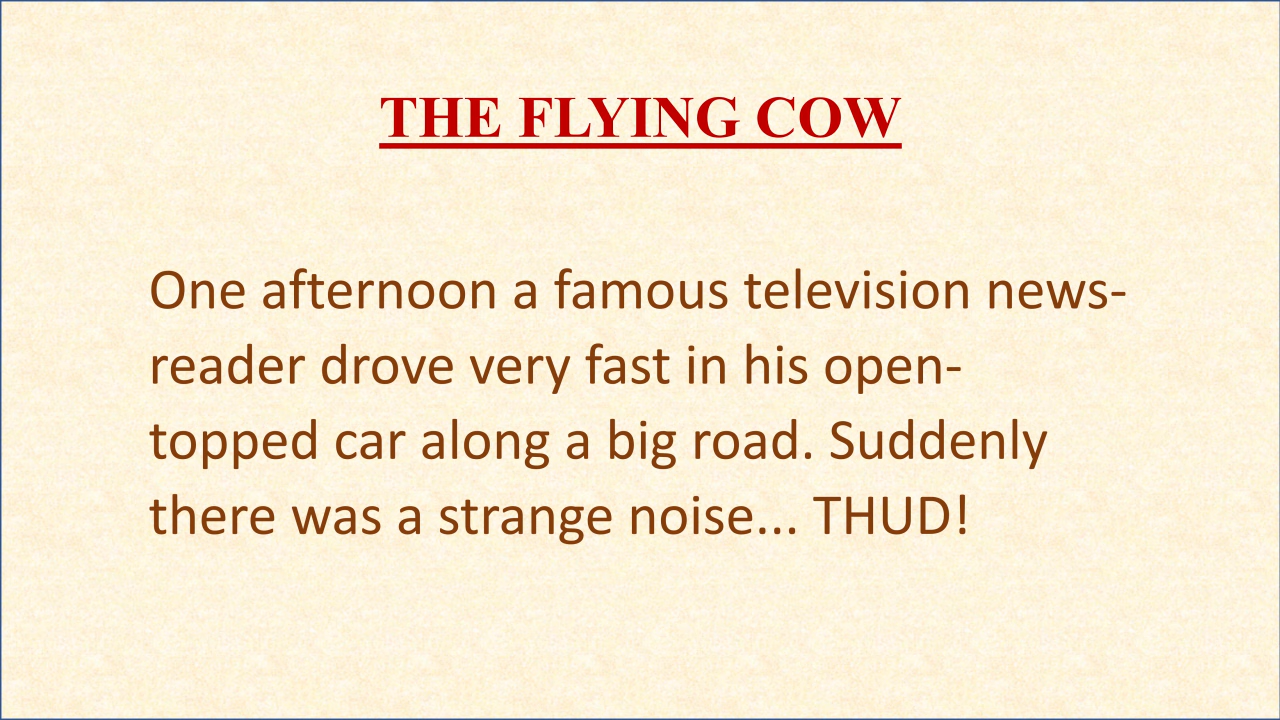 THE FLYING COW
One afternoon a famous television news-
reader drove very fast in his open-
topped car along a big road. Suddenly
there was a strange noise... THUD!